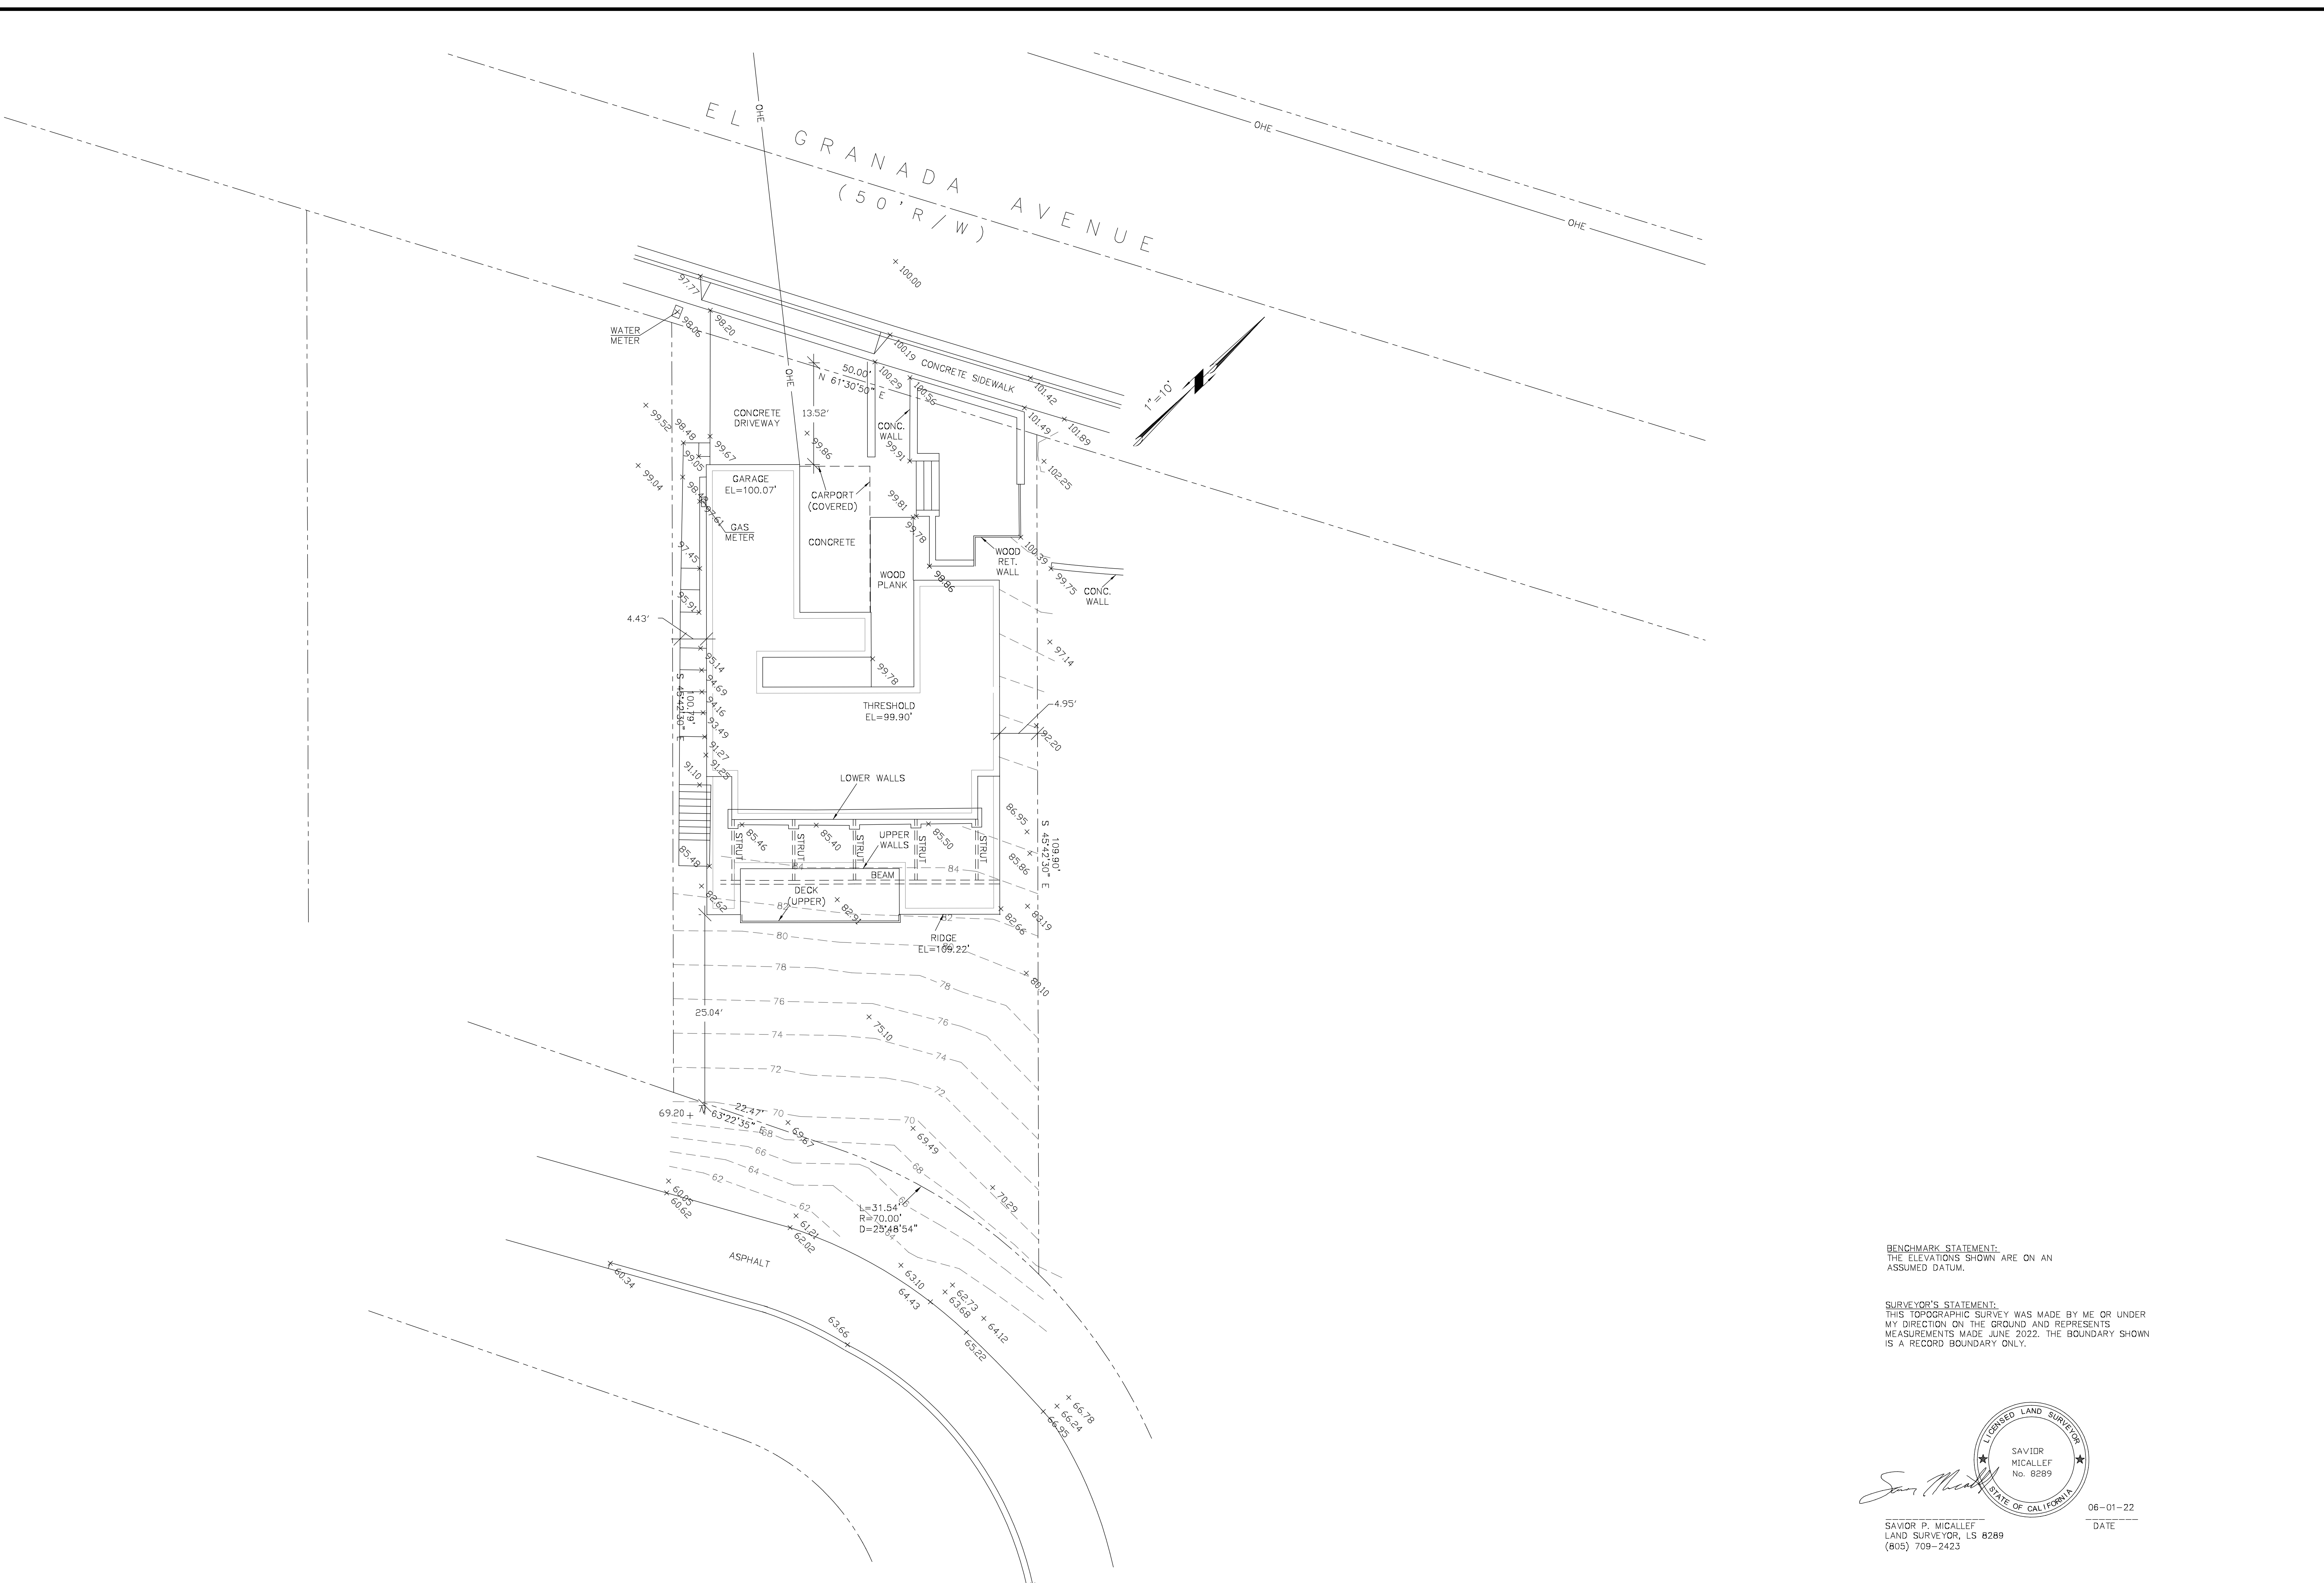 EL GRANADA AVENUE
(50'R/W)
OHE
OHE
OHE
OHE
100.00
97.77
98.06
98.20
WATER
METER
100.19
CONCRETE SIDEWALK
50.00'
N 61°30'50" E
100.29
100.56
101.42
101.49
101.89
1"=10'
99.52
98.48
CONCRETE
DRIVEWAY
13.52'
99.86
CONC.
WALL
99.91
99.67
99.05
99.04
102.25
GARAGE
EL=100.07'
98.48
97.61
CARPORT
(COVERED)
99.81
99.78
GAS
METER
CONCRETE
97.45
WOOD
RET.
WALL
100.39
99.75
CONC.
WALL
WOOD
PLANK
98.86
95.91
4.43'
97.14
95.14
99.78
94.69
S 45°42'30" E
100.79'
94.16
THRESHOLD
EL=99.90'
4.95'
93.49
92.20
91.27
91.25
91.10
LOWER WALLS
86.95
S 45°42'30" E
109.90'
85.46
85.40
85.50
UPPER
WALLS
STRUT
STRUT
STRUT
STRUT
STRUT
85.48
85.86
84
84
BEAM
DECK
(UPPER)
82.62
82
82.91
82
82.66
83.19
RIDGE
EL=109.22'
80
80
80.10
78
78
76
76
25.04'
75.10
74
74
72
72
22.47'
N 63°22'35" E
69.20
70
70
69.67
69.49
68
68
66
66
64
64
62
62
70.29
60.05
60.62
L=31.54'
R=70.00'
D=25°48'54"
61.21
62.02
ASPHALT
60.34
63.10
64.43
62.73
63.68
64.12
63.66
65.22
66.78
66.24
66.95
BENCHMARK STATEMENT:
THE ELEVATIONS SHOWN ARE ON AN
ASSUMED DATUM.
SURVEYOR'S STATEMENT:
THIS TOPOGRAPHIC SURVEY WAS MADE BY ME OR UNDER
MY DIRECTION ON THE GROUND AND REPRESENTS
MEASUREMENTS MADE JUNE 2022. THE BOUNDARY SHOWN
IS A RECORD BOUNDARY ONLY.
LICENSED LAND SURVEYOR
SAVIOR
MICALLEF
No. 8289
STATE OF CALIFORNIA
06-01-22
DATE
SAVIOR P. MICALLEF
LAND SURVEYOR, LS 8289
(805) 709-2423